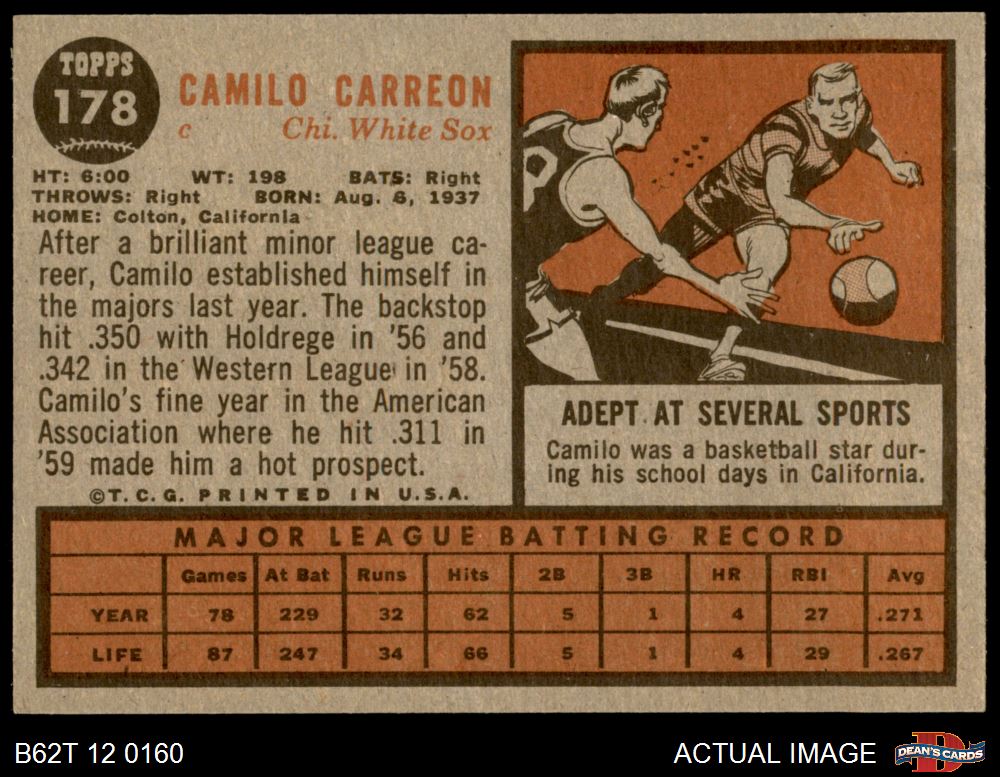 TOPPS
178
CAMILO CARREON
c Chi. White Sox
HT: 6:00 WT: 198 BATS: Right
THROWS: Right BORN: Aug. 6, 1937
HOME: Colton, California
After a brilliant minor league ca-
reer, Camilo established himself in
the majors last year. The backstop
hit .350 with Holdrege in '56 and
.342 in the Western League in '58.
Camilo's fine year in the American
Association where he hit .311 in
'59 made him a hot prospect.
©T.C.G. PRINTED IN U.S.A.
ADEPT AT SEVERAL SPORTS
Camilo was a basketball star dur-
ing his school days in California.
MAJOR LEAGUE BATTING RECORD
Games At Bat Runs Hits 2B 3B HR RBI Avg
YEAR 78 229 32 62 5 1 4 27 .271
LIFE 87 247 34 66 5 1 4 29 .267
B62T 12 0160
ACTUAL IMAGE
DEAN'S CARDS